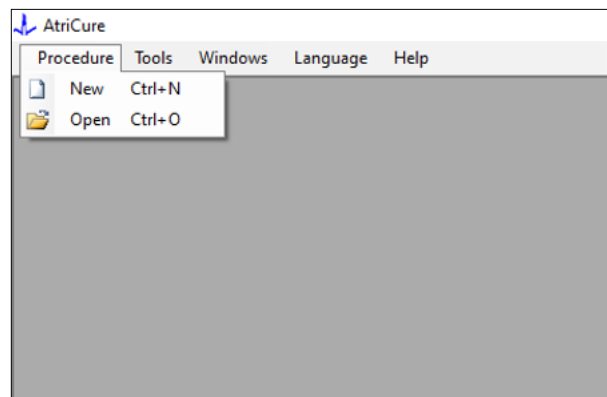 AtriCure
Procedure Tools Windows Language Help
New Ctrl+N
Open Ctrl+O